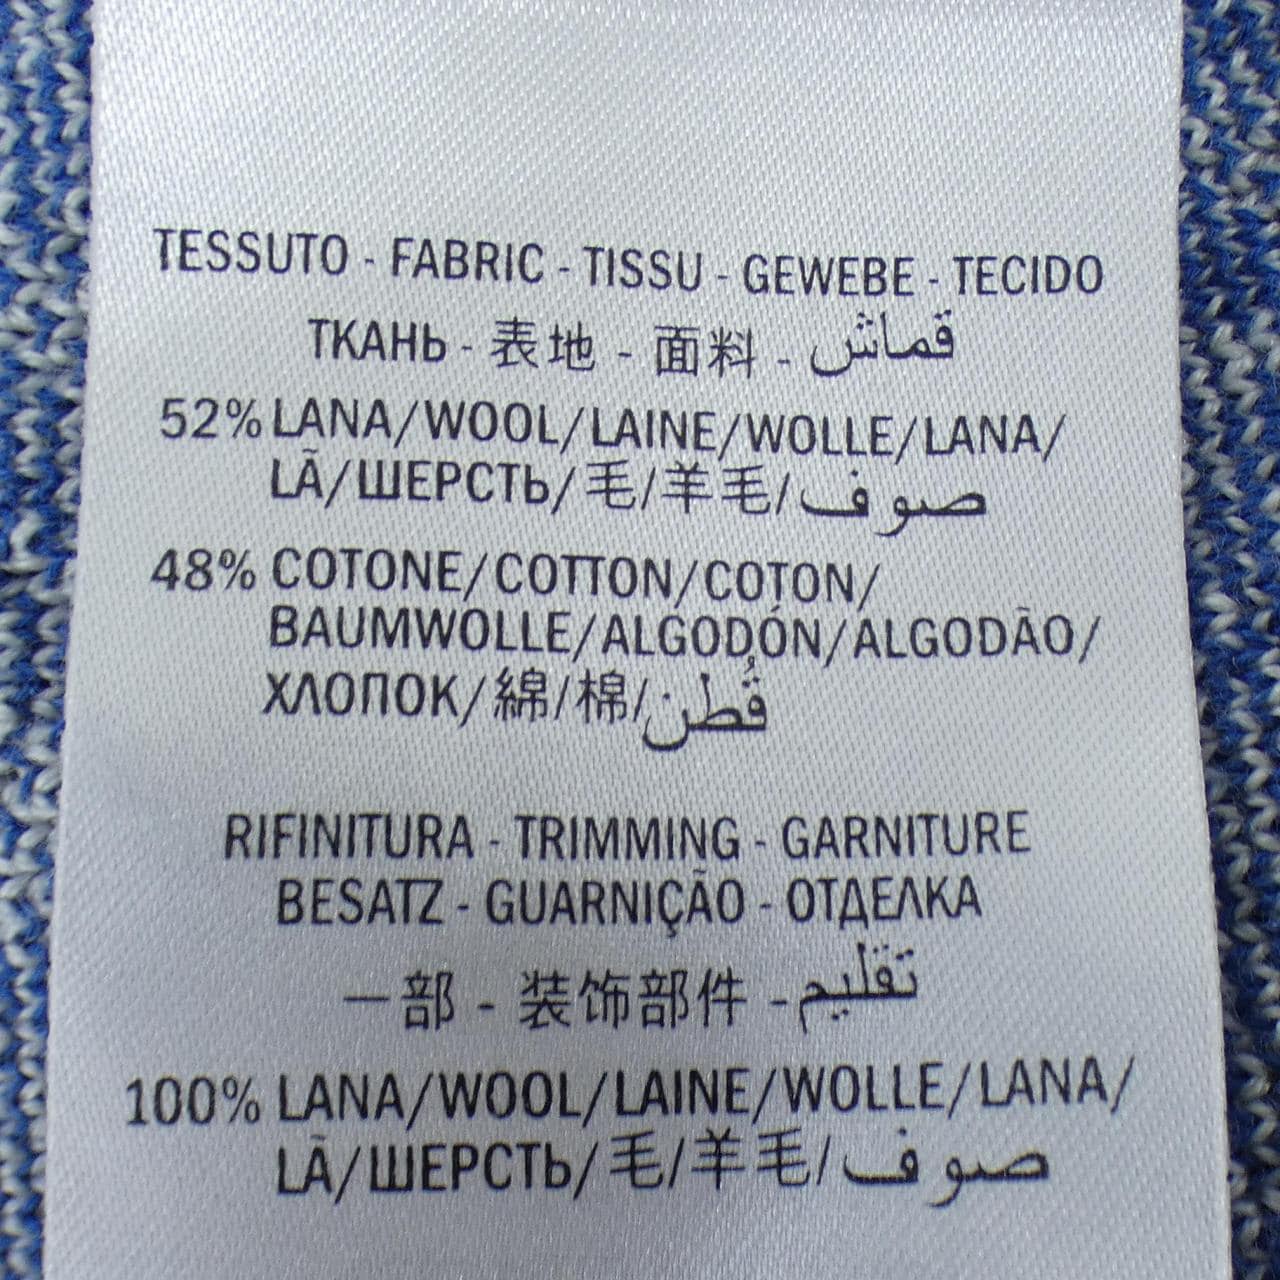 TESSUTO - FABRIC - TISSU - GEWEBE - TECIDO
ТКАНЬ - 表地 - 面料 - قماش
52% LANA/WOOL/LAINE/WOLLE/LANA/
LÃ/ШЕРСТЬ/毛/羊毛/صوف
48% COTONE/COTTON/COTON/
BAUMWOLLE/ALGODÓN/ALGODÃO/
ХЛОПОК/綿/棉/قُطن
RIFINITURA - TRIMMING - GARNITURE
BESATZ - GUARNIÇÃO - ОТДЕЛКА
一部 - 装饰部件 - تقليم
100% LANA/WOOL/LAINE/WOLLE/LANA/
LÃ/ШЕРСТЬ/毛/羊毛/صوف